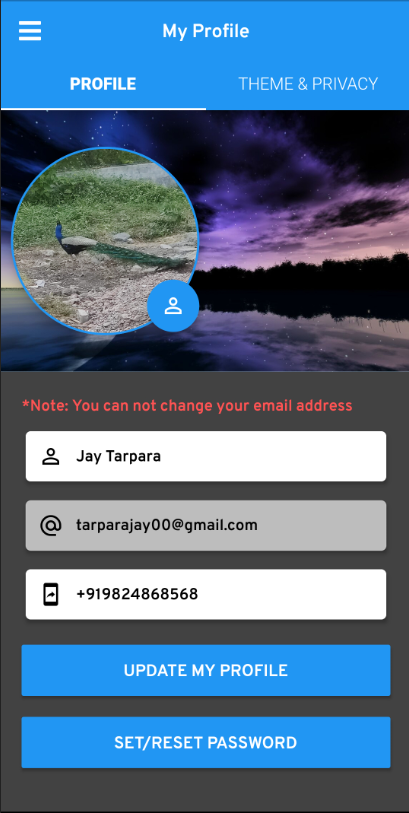 My Profile
PROFILE
THEME & PRIVACY
*Note: You can not change your email address
Jay Tarpara
tarparajay00@gmail.com
+919824868568
UPDATE MY PROFILE
SET/RESET PASSWORD